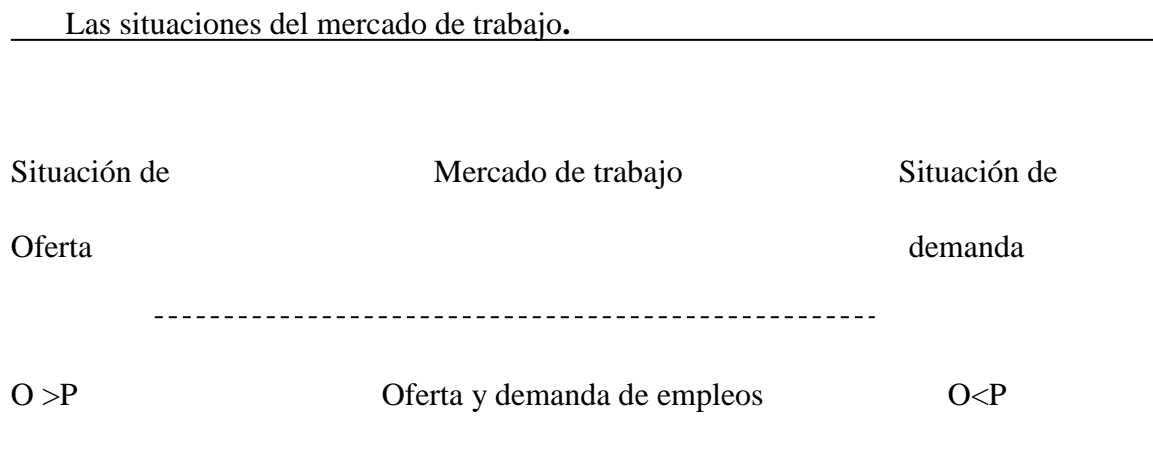 Las situaciones del mercado de trabajo.
Situación de Mercado de trabajo Situación de
Oferta demanda
O >P Oferta y demanda de empleos O<P